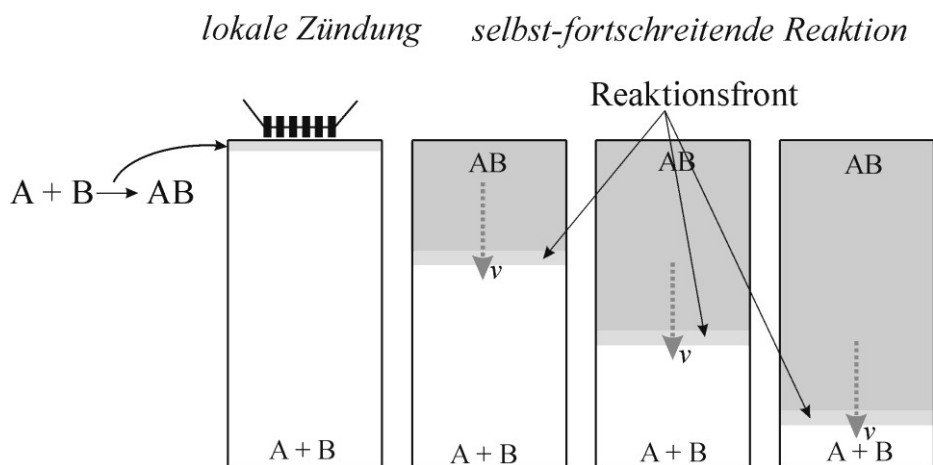 lokale Zündung
selbst-fortschreitende Reaktion
Reaktionsfront
A + B → AB
AB
AB
AB
v
v
v
A + B
A + B
A + B
A + B